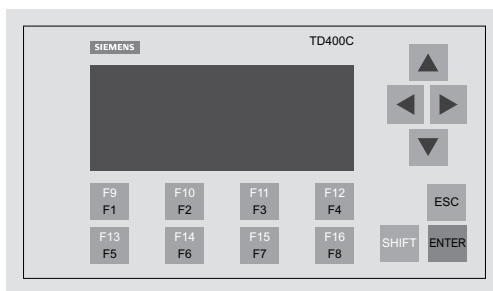 SIEMENS TD400C
F9 F10 F11 F12
F1 F2 F3 F4
ESC
F13 F14 F15 F16
F5 F6 F7 F8
SHIFT ENTER